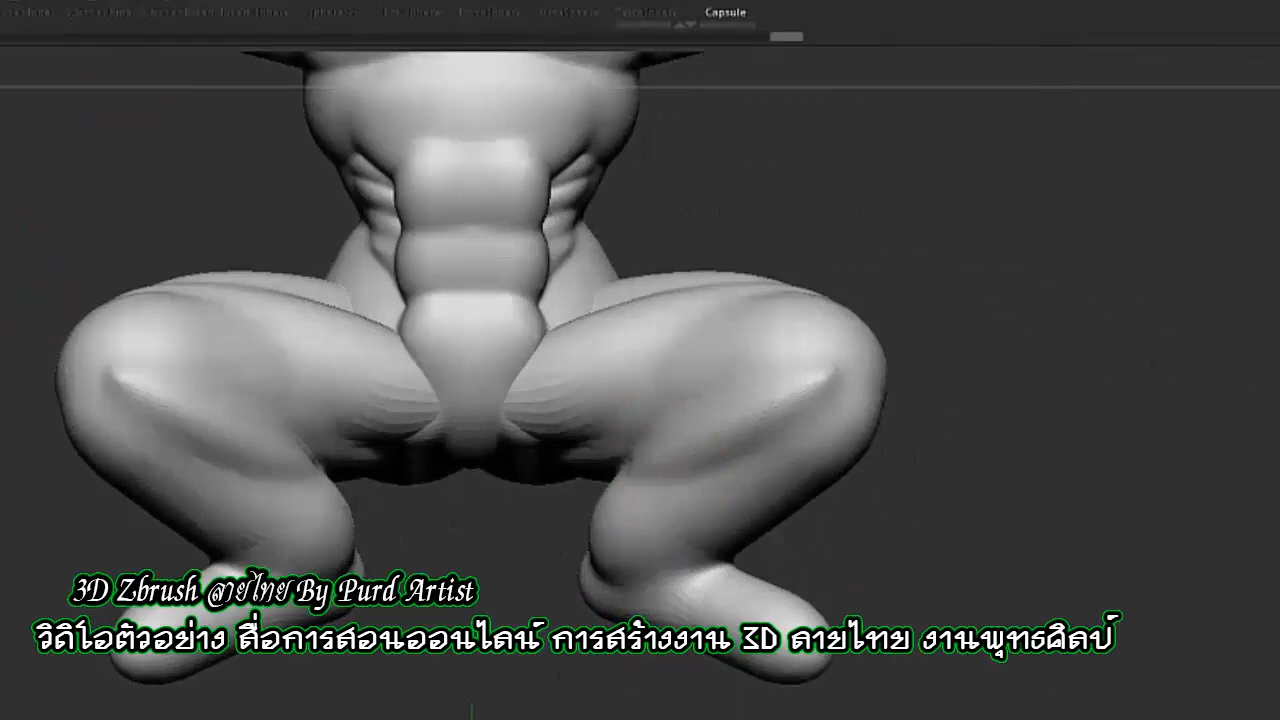 Capsule
3D Zbrush ลายไทย By Purd Artist
วิดีโอตัวอย่าง สื่อการสอนออนไลน์ การสร้างงาน 3D ลายไทย งานพุทธศิลป์